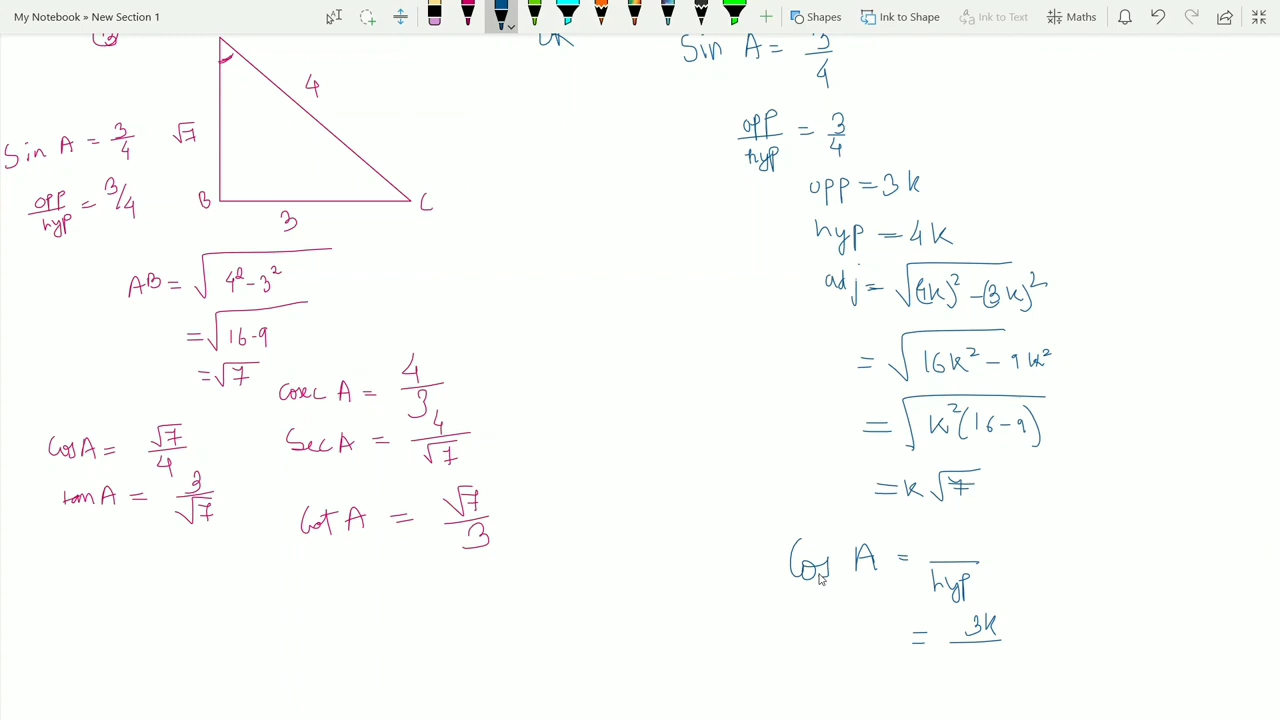 My Notebook » New Section 1
Shapes
Ink to Shape
Ink to Text
Maths
(3)
4
Sin A = 3/4
√7
opp/hyp = 3/4
B
C
3
AB = √4² - 3²
= √16-9
= √7
Cosec A = 4/3
Cos A = √7/4
Sec A = 4/√7
tan A = 3/√7
Cot A = √7/3
OR
Sin A = 3/4
opp/hyp = 3/4
opp = 3k
hyp = 4k
adj = √(4k)² - (3k)²
= √16k² - 9k²
= √k²(16-9)
= k√7
Cos A = /hyp
= 3k/